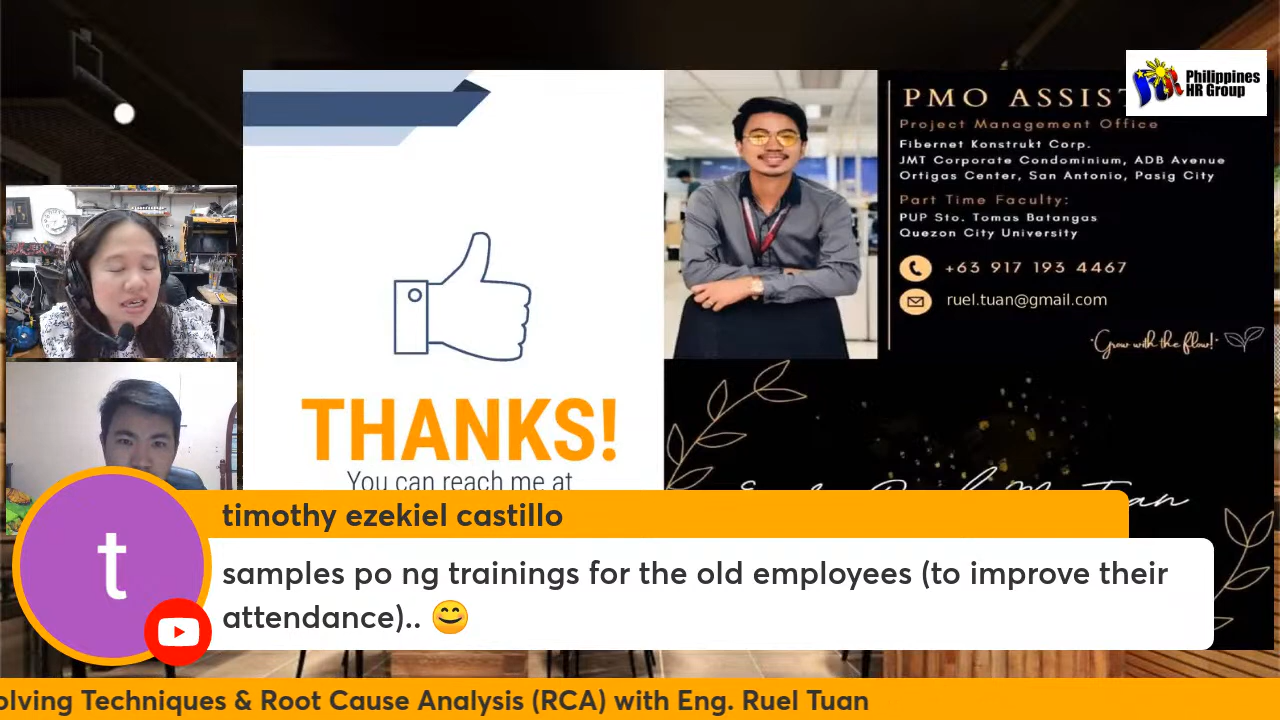 Philippines
HR Group
PMO ASSIST
Project Management Office
Fibernet Konstrukt Corp.
JMT Corporate Condominium, ADB Avenue
Ortigas Center, San Antonio, Pasig City
Part Time Faculty:
PUP Sto. Tomas Batangas
Quezon City University
+63 917 193 4467
ruel.tuan@gmail.com
"Grow with the flow!"
THANKS!
You can reach me at
timothy ezekiel castillo
t
samples po ng trainings for the old employees (to improve their
attendance).. 😊
olving Techniques & Root Cause Analysis (RCA) with Eng. Ruel Tuan